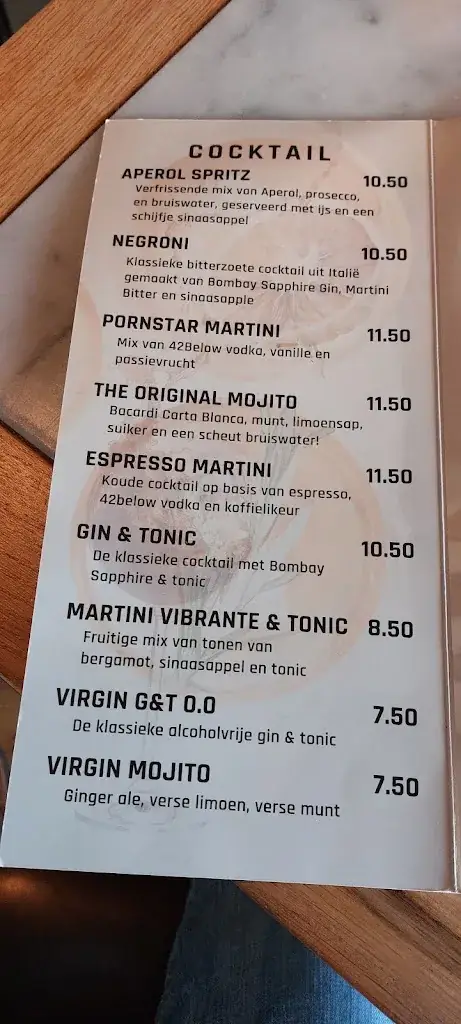 COCKTAIL
APEROL SPRITZ 10.50
Verfrissende mix van Aperol, prosecco,
en bruiswater, geserveerd met ijs en een
schijfje sinaasappel
NEGRONI 10.50
Klassieke bitterzoete cocktail uit Italië
gemaakt van Bombay Sapphire Gin, Martini
Bitter en sinaasapple
PORNSTAR MARTINI 11.50
Mix van 42Below vodka, vanille en
passievrucht
THE ORIGINAL MOJITO 11.50
Bacardi Carta Blanca, munt, limoensap,
suiker en een scheut bruiswater!
ESPRESSO MARTINI 11.50
Koude cocktail op basis van espresso,
42below vodka en koffielikeur
GIN & TONIC 10.50
De klassieke cocktail met Bombay
Sapphire & tonic
MARTINI VIBRANTE & TONIC 8.50
Fruitige mix van tonen van
bergamot, sinaasappel en tonic
VIRGIN G&T 0.0 7.50
De klassieke alcoholvrije gin & tonic
VIRGIN MOJITO 7.50
Ginger ale, verse limoen, verse munt